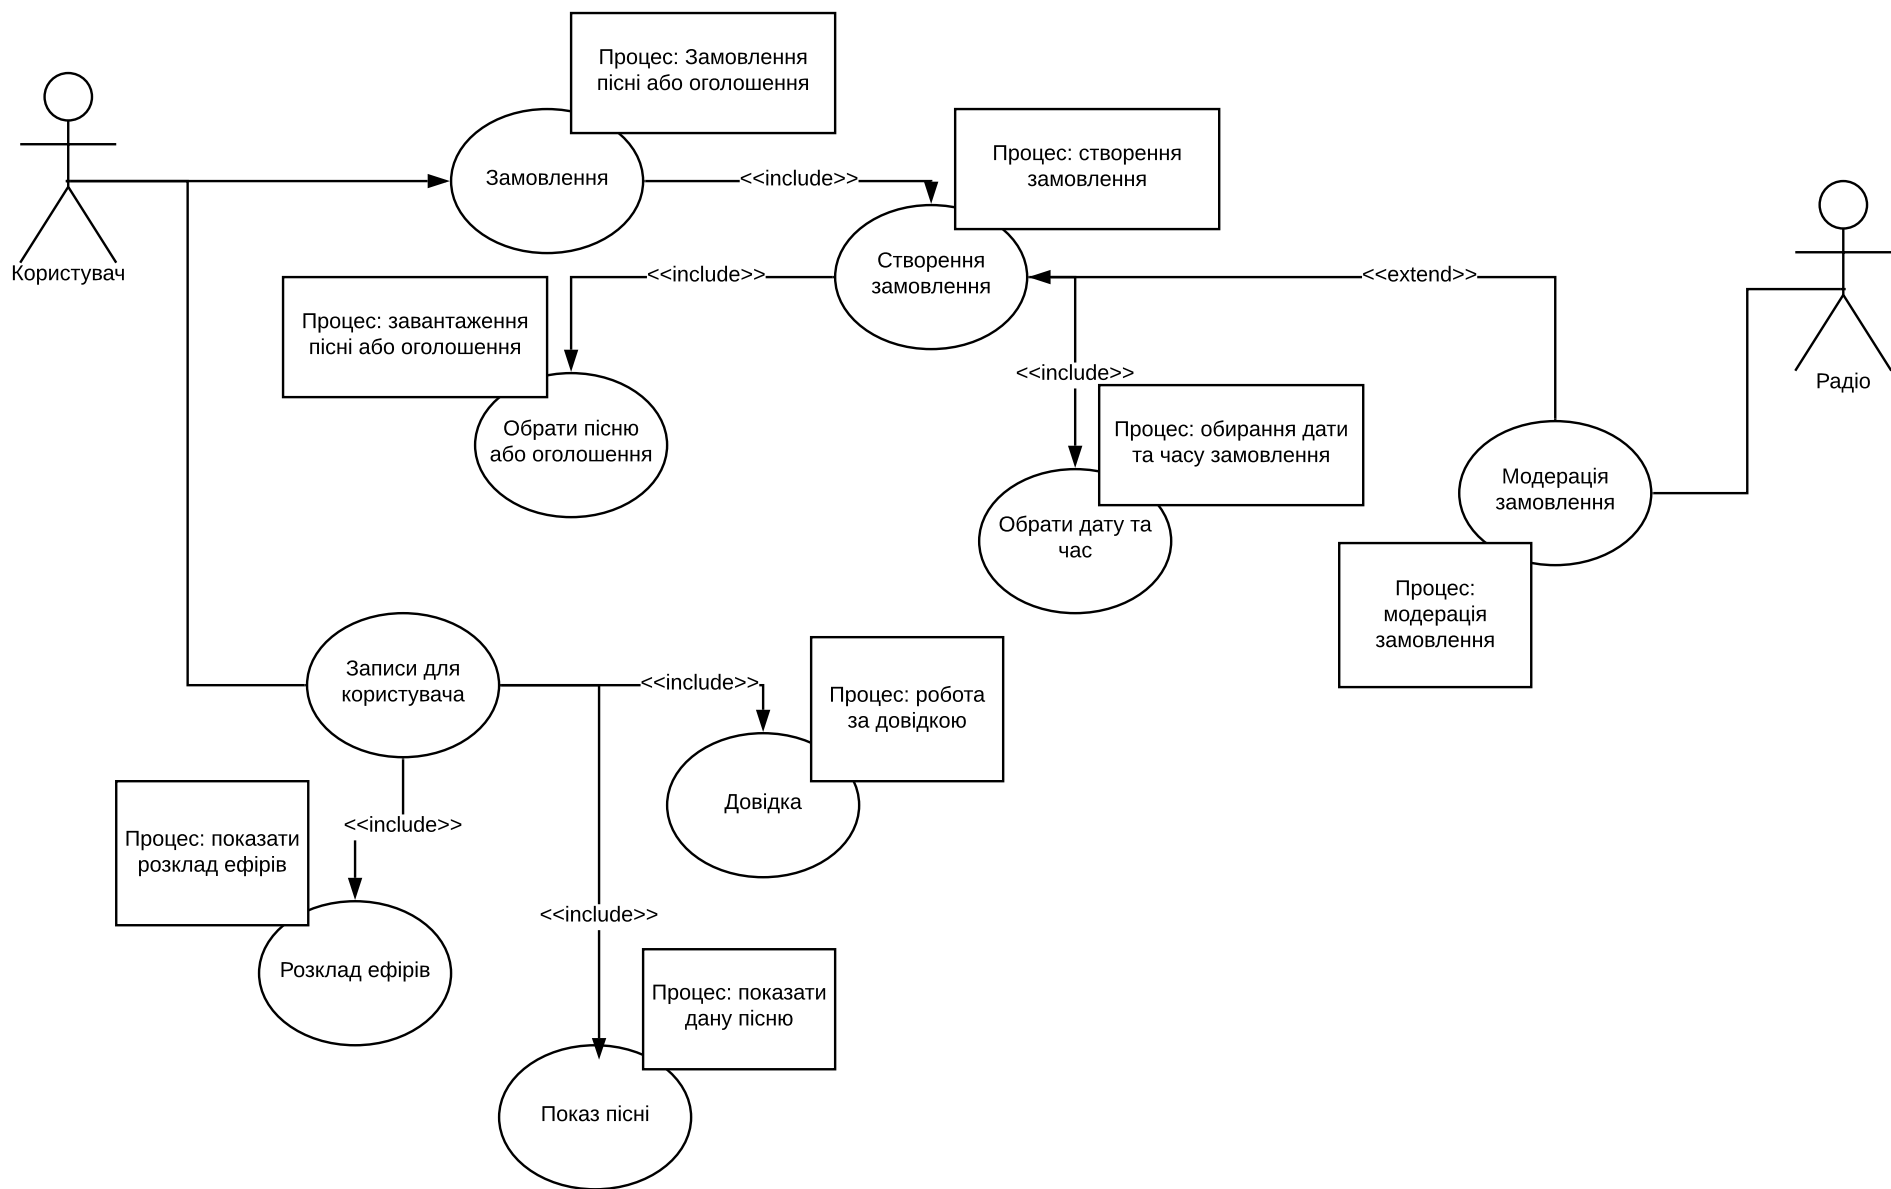 Процес: Замовлення
пісні або оголошення
Користувач
Замовлення
<<include>>
Процес: створення
замовлення
Створення
замовлення
<<include>>
<<extend>>
Радіо
Процес: завантаження
пісні або оголошення
Обрати пісню
або оголошення
<<include>>
Процес: обирання дати
та часу замовлення
Обрати дату та
час
Модерація
замовлення
Процес:
модерація
замовлення
Записи для
користувача
<<include>>
Процес: робота
за довідкою
Довідка
<<include>>
Процес: показати
розклад ефірів
Розклад ефірів
<<include>>
Процес: показати
дану пісню
Показ пісні